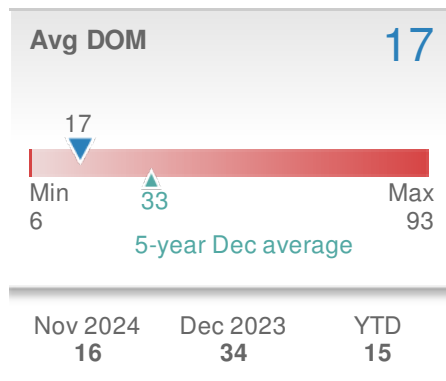 Avg DOM 17
17
Min Max
6 33 93
5-year Dec average
Nov 2024 Dec 2023 YTD
16 34 15